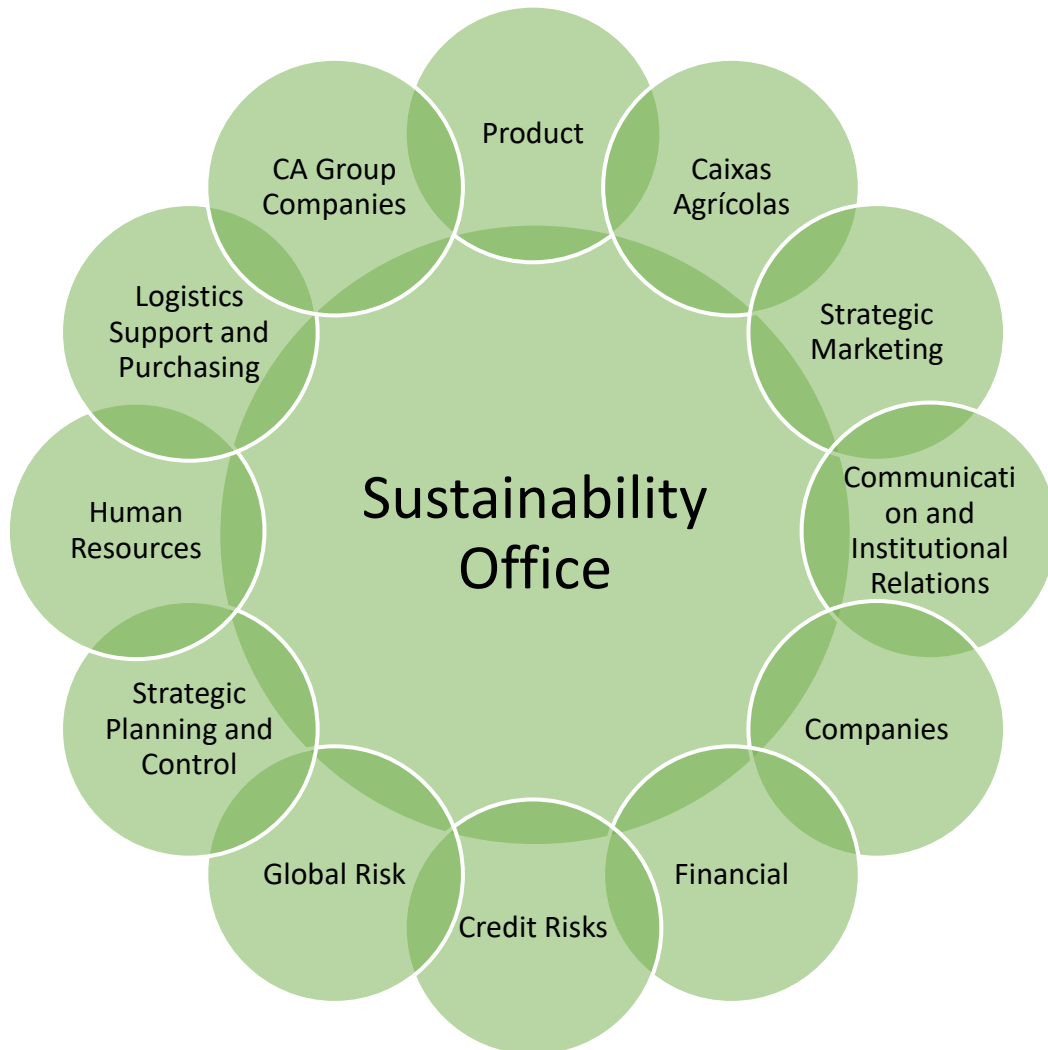 Product
Caixas
Agrícolas
Strategic
Marketing
Communicati
on and
Institutional
Relations
Companies
Financial
Credit Risks
Global Risk
Strategic
Planning and
Control
Human
Resources
Logistics
Support and
Purchasing
CA Group
Companies
Sustainability
Office